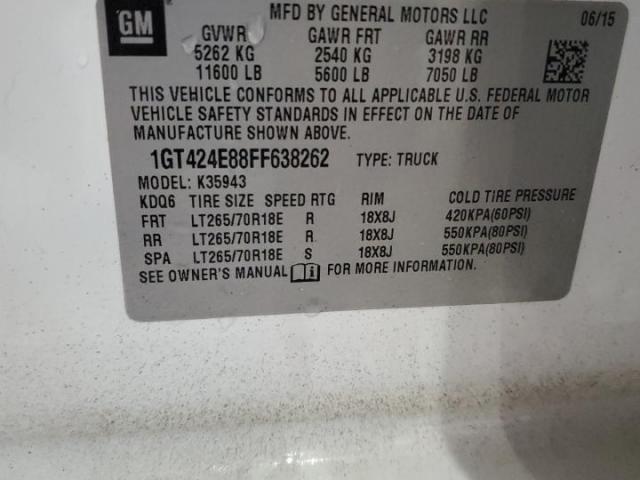 GM
MFD BY GENERAL MOTORS LLC 06/15
GVWR GAWR FRT GAWR RR
5262 KG 2540 KG 3198 KG
11600 LB 5600 LB 7050 LB
THIS VEHICLE CONFORMS TO ALL APPLICABLE U.S. FEDERAL MOTOR
VEHICLE SAFETY STANDARDS IN EFFECT ON THE DATE OF
MANUFACTURE SHOWN ABOVE.
1GT424E88FF638262 TYPE: TRUCK
MODEL: K35943
KDQ6 TIRE SIZE SPEED RTG RIM COLD TIRE PRESSURE
FRT LT265/70R18E R 18X8J 420KPA(60PSI)
RR LT265/70R18E R 18X8J 550KPA(80PSI)
SPA LT265/70R18E S 18X8J 550KPA(80PSI)
SEE OWNER'S MANUAL i FOR MORE INFORMATION.